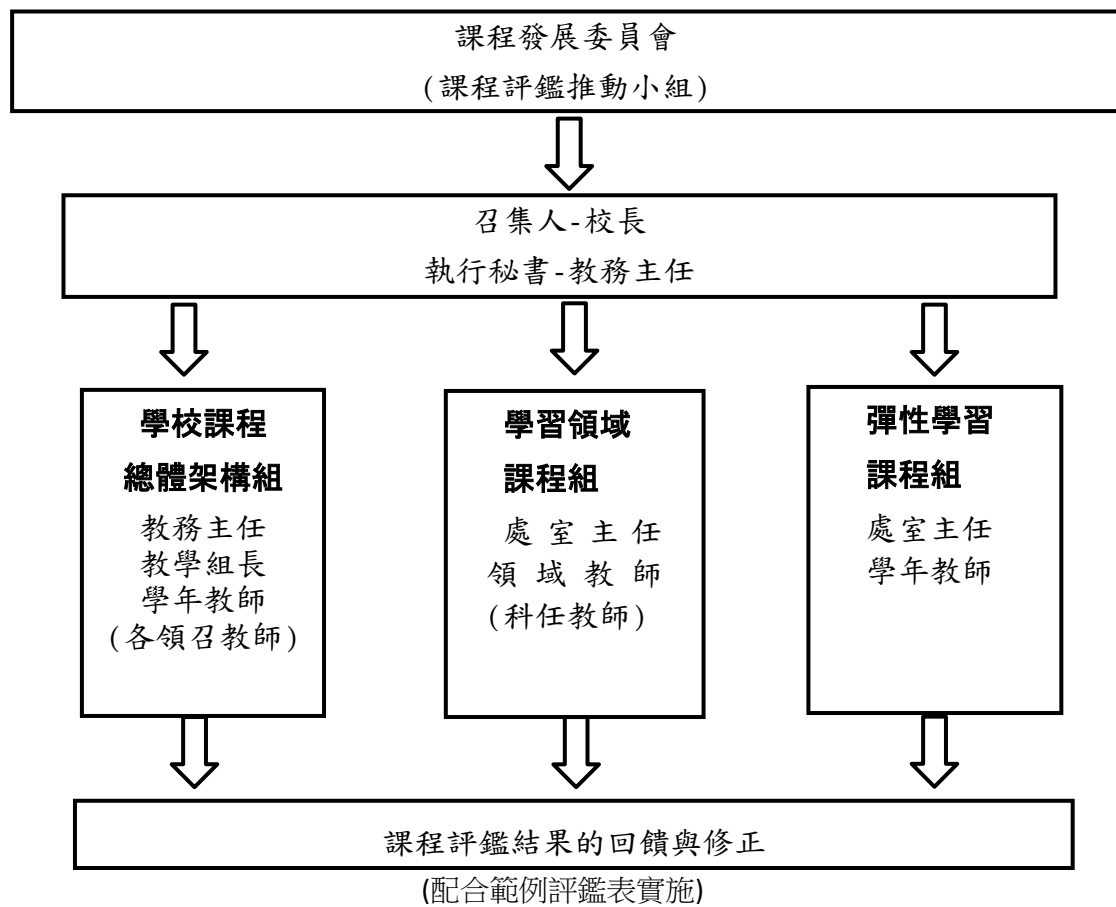 課程發展委員會
(課程評鑑推動小組)
召集人-校長
執行秘書-教務主任
學校課程
總體架構組
教務主任
教學組長
學年教師
(各領召教師)
學習領域
課程組
處室主任
領域教師
(科任教師)
彈性學習
課程組
處室主任
學年教師
課程評鑑結果的回饋與修正
(配合範例評鑑表實施)